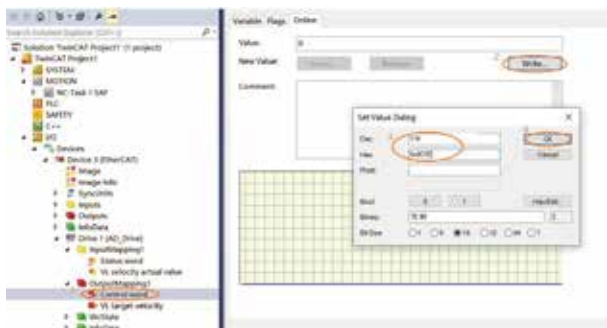 Search Solution Explorer (Ctrl+;)
Solution TwinCAT Project1 (1 project)
TwinCAT Project1
SYSTEM
MOTION
NC-Task 1 SAF
PLC
SAFETY
C++
I/O
Devices
Device 3 (EtherCAT)
Image
Image-Info
SyncUnits
Inputs
Outputs
InfoData
Drive 1 (AD_Drive)
InputMapping1
Status word
VL velocity actual value
OutputMapping1
Control word
VL target velocity
WcState
InfoData
Variable Flags Online
Value:
New Value:
Write...
Comment:
Set Value Dialog
Dec:
OK
Hex:
Cancel
Float:
Bool:
0 1
Hex Edit...
Binary:
2
Bit Size:
1 8 16 32 64 ?